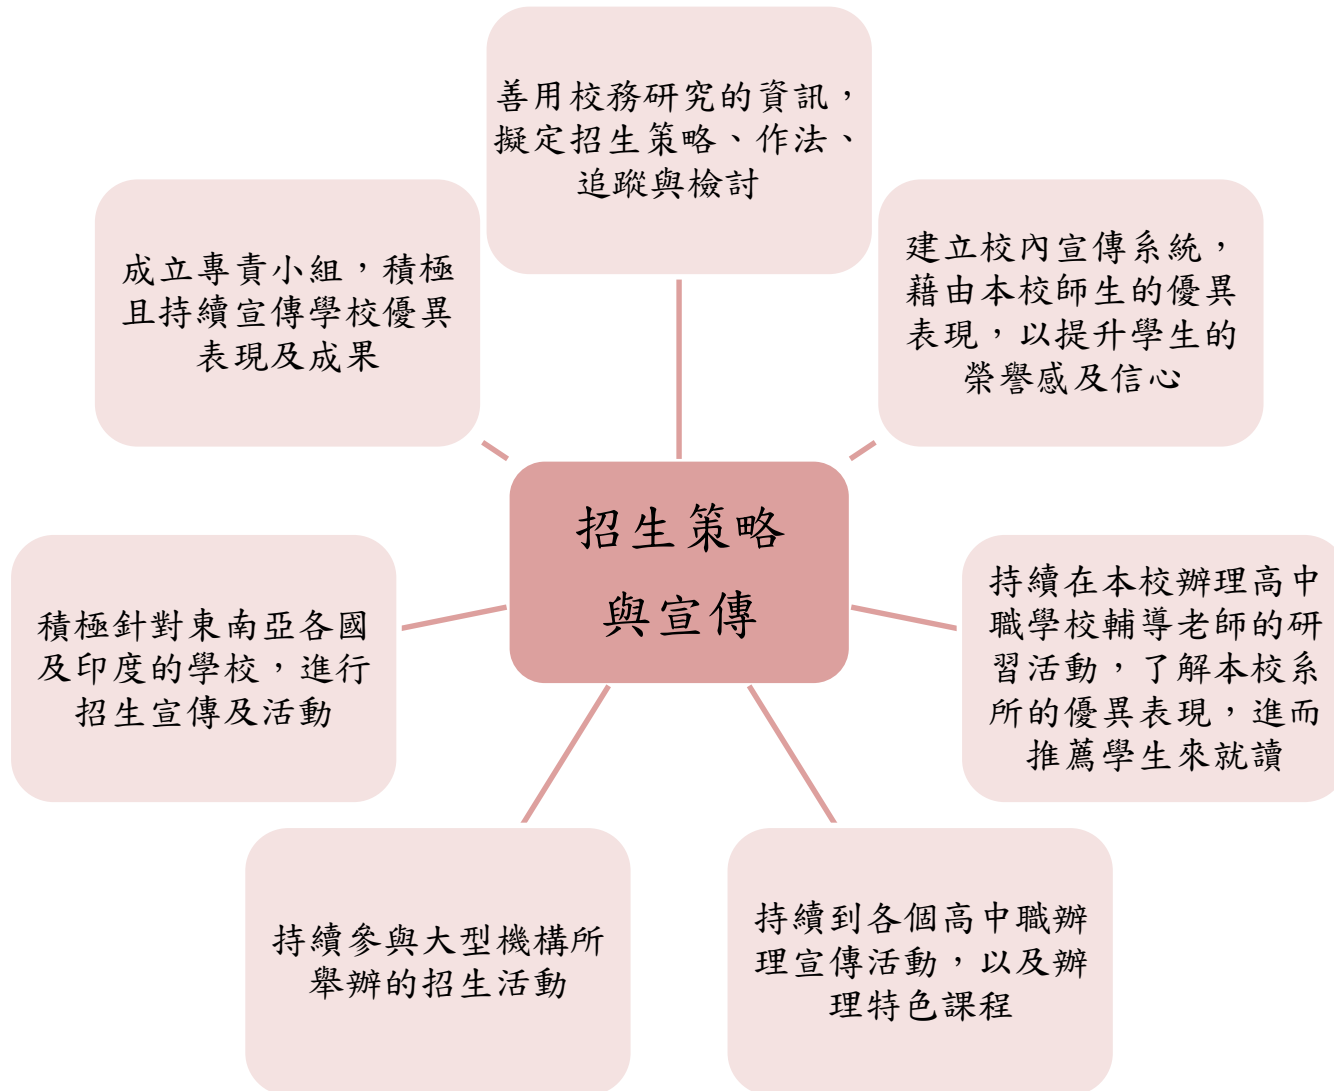 善用校務研究的資訊，
擬定招生策略、作法、
追蹤與檢討
成立專責小組，積極
且持續宣傳學校優異
表現及成果
建立校內宣傳系統，
藉由本校師生的優異
表現，以提升學生的
榮譽感及信心
招生策略
與宣傳
積極針對東南亞各國
及印度的學校，進行
招生宣傳及活動
持續在本校辦理高中
職學校輔導老師的研
習活動，了解本校系
所的優異表現，進而
推薦學生來就讀
持續參與大型機構所
舉辦的招生活動
持續到各個高中職辦
理宣傳活動，以及辦
理特色課程